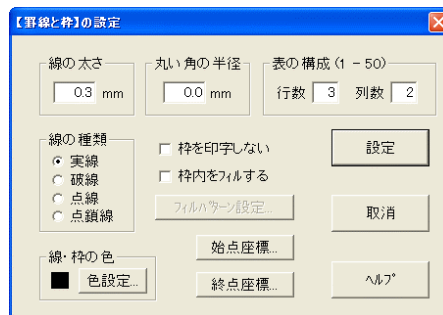 【罫線と枠】の設定
線の太さ
0.3 mm
丸い角の半径
0.0 mm
表の構成(1 - 50)
行数 3 列数 2
線の種類
実線
破線
点線
点鎖線
枠を印字しない
枠内をフィルする
フィルパターン設定...
設定
取消
線・枠の色
色設定...
始点座標...
終点座標...
ヘルプ